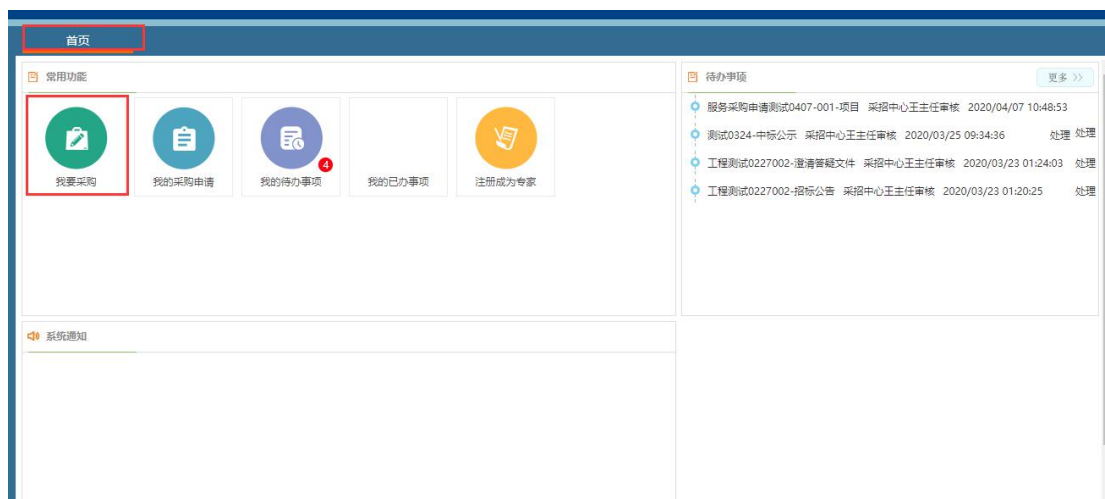 首页
常用功能
4
我要采购
我的采购申请
我的待办事项
我的已办事项
注册成为专家
待办事项
更多 >>
服务采购申请测试0407-001-项目 采招中心王主任审核 2020/04/07 10:48:53
处理
测试0324-中标公示 采招中心王主任审核 2020/03/25 09:34:36 处理
工程测试0227002-澄清答疑文件 采招中心王主任审核 2020/03/23 01:24:03 处理
工程测试0227002-招标公告 采招中心王主任审核 2020/03/23 01:20:25 处理
系统通知